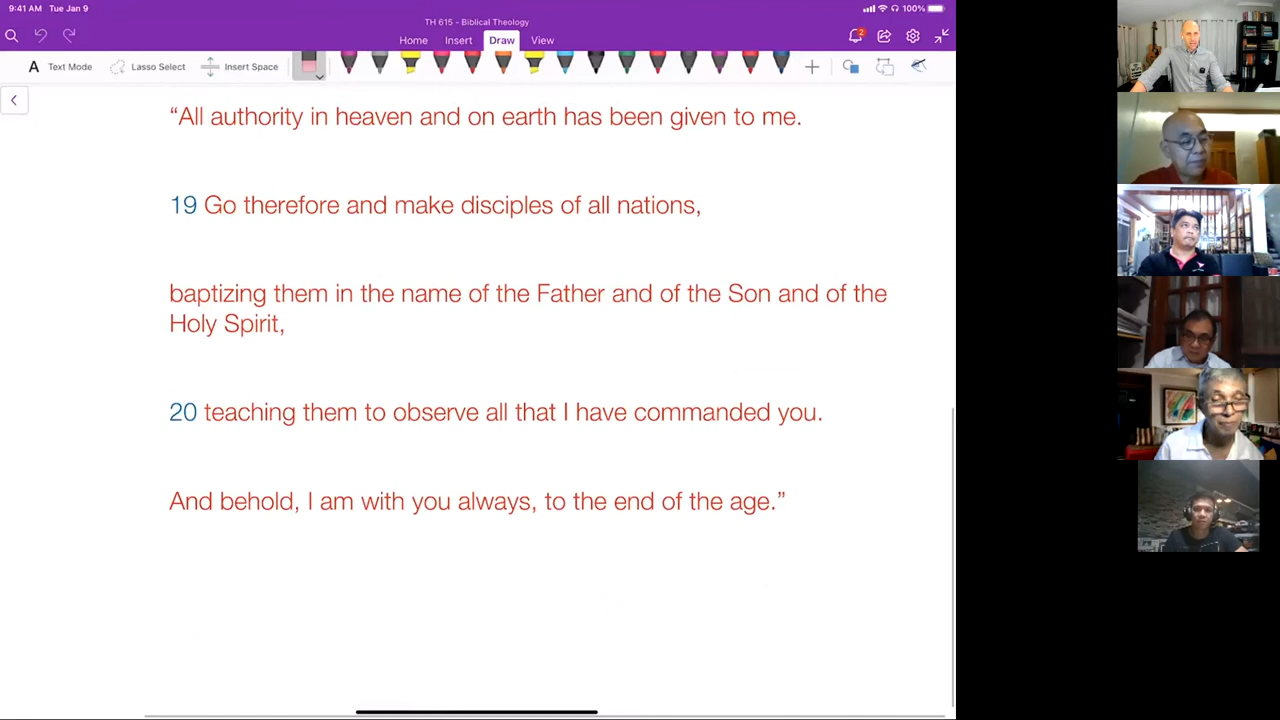 9:41 AM Tue Jan 9
100%
TH 615 - Biblical Theology
Home Insert Draw View
2
A Text Mode Lasso Select Insert Space
“All authority in heaven and on earth has been given to me.
19 Go therefore and make disciples of all nations,
baptizing them in the name of the Father and of the Son and of the
Holy Spirit,
20 teaching them to observe all that I have commanded you.
And behold, I am with you always, to the end of the age.”